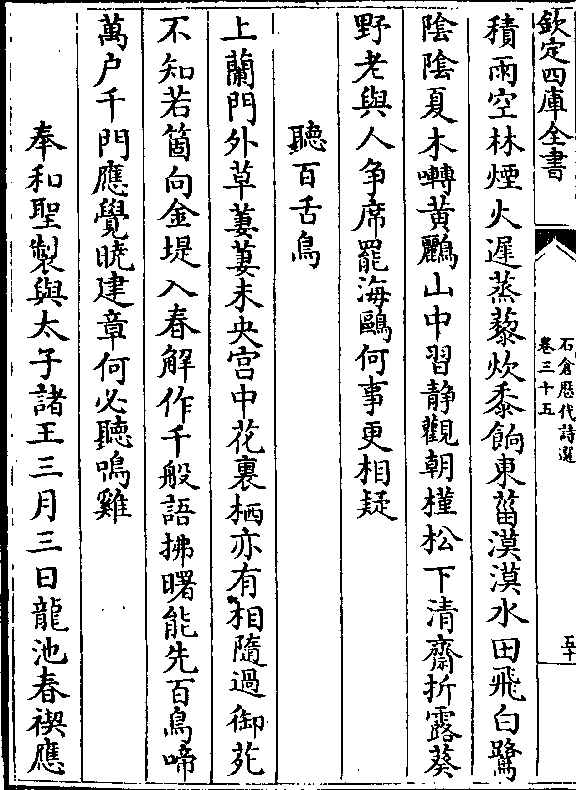 欽定四庫全書
石倉歷代詩選
卷三十五
積雨空林煙火遲蒸藜炊黍餉東菑漠漠水田飛白鷺
陰陰夏木囀黃鸝山中習静觀朝槿松下清齋折露葵
野老與人争席罷海鷗何事更相疑
聽百舌鳥
上蘭門外草萋萋未央宫中花裏栖亦有相隨過御苑
不知若箇向金堤入春解作千般語拂曙能先百鳥啼
萬户千門應覺曉建章何必聽鳴雞
奉和聖製與太子諸王三月三日龍池春禊應